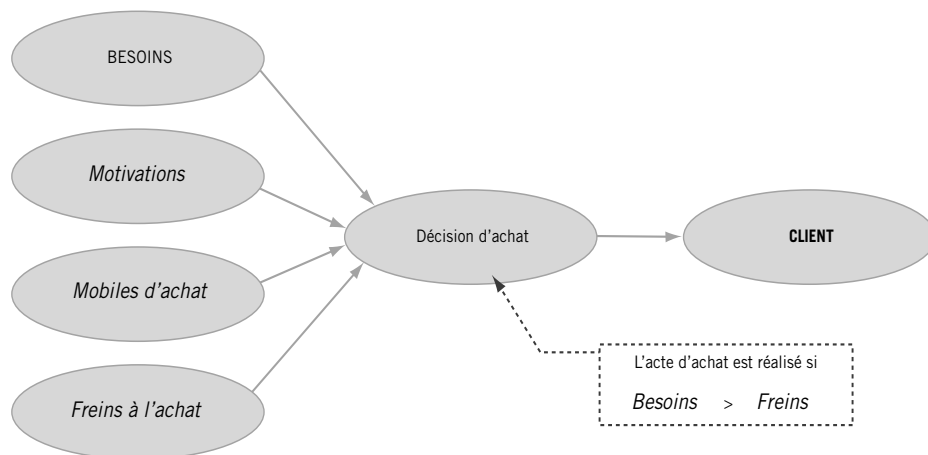 BESOINS
Motivations
Mobiles d'achat
Freins à l'achat
Décision d'achat
CLIENT
L'acte d'achat est réalisé si
Besoins > Freins